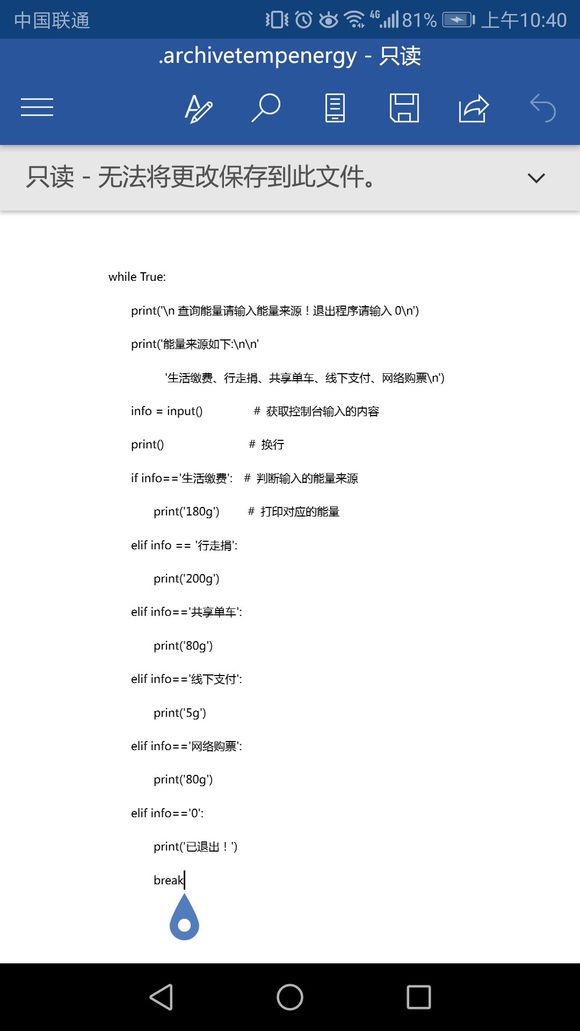 中国联通 4G 81% 上午10:40
.archivetempenergy - 只读
只读 - 无法将更改保存到此文件。
while True:
print('\n 查询能量请输入能量来源！退出程序请输入 0\n')
print('能量来源如下:\n\n'
'生活缴费、行走捐、共享单车、线下支付、网络购票\n')
info = input() # 获取控制台输入的内容
print() # 换行
if info=='生活缴费': # 判断输入的能量来源
print('180g') # 打印对应的能量
elif info == '行走捐':
print('200g')
elif info=='共享单车':
print('80g')
elif info=='线下支付':
print('5g')
elif info=='网络购票':
print('80g')
elif info=='0':
print('已退出！')
break